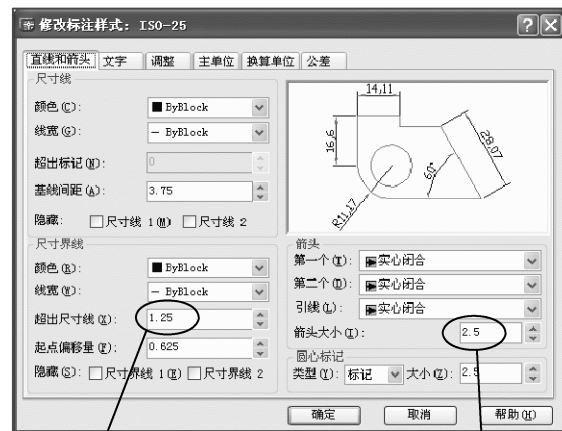 修改标注样式: ISO-25
直线和箭头 文字 调整 主单位 换算单位 公差
尺寸线
颜色(C): ByBlock
线宽(G): ByBlock
超出标记(N): 0
基线间距(A): 3.75
隐藏: 尺寸线 1(M) 尺寸线 2
14,11
16,6
28,07
60°
R11,17
尺寸界线
颜色(R): ByBlock
线宽(W): ByBlock
超出尺寸线(X): 1.25
起点偏移量(F): 0.625
隐藏(S): 尺寸界线 1(E) 尺寸界线 2
箭头
第一个(T): 实心闭合
第二个(D): 实心闭合
引线(L): 实心闭合
箭头大小(I): 2.5
圆心标记
类型(Y): 标记 大小(Z): 2.5
确定 取消 帮助(H)